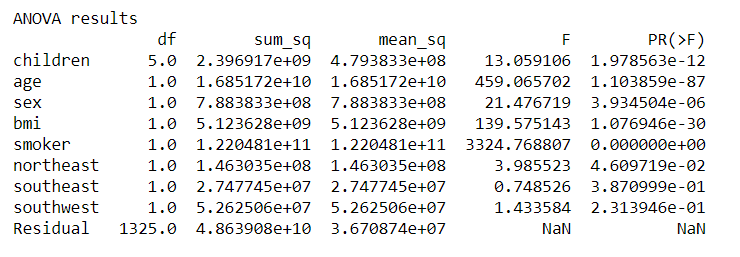 ANOVA results
df sum_sq mean_sq F PR(>F)
children 5.0 2.396917e+09 4.793833e+08 13.059106 1.978563e-12
age 1.0 1.685172e+10 1.685172e+10 459.065702 1.103859e-87
sex 1.0 7.883833e+08 7.883833e+08 21.476719 3.934504e-06
bmi 1.0 5.123628e+09 5.123628e+09 139.575143 1.076946e-30
smoker 1.0 1.220481e+11 1.220481e+11 3324.768807 0.000000e+00
northeast 1.0 1.463035e+08 1.463035e+08 3.985523 4.609719e-02
southeast 1.0 2.747745e+07 2.747745e+07 0.748526 3.870999e-01
southwest 1.0 5.262506e+07 5.262506e+07 1.433584 2.313946e-01
Residual 1325.0 4.863908e+10 3.670874e+07 NaN NaN